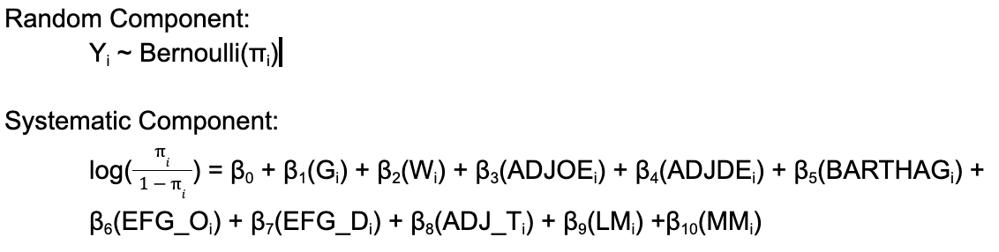 Random Component:
Yᵢ ~ Bernoulli(πᵢ)
Systematic Component:
log(πᵢ / 1 − πᵢ) = β₀ + β₁(Gᵢ) + β₂(Wᵢ) + β₃(ADJOEᵢ) + β₄(ADJDEᵢ) + β₅(BARTHAGᵢ) +
β₆(EFG_Oᵢ) + β₇(EFG_Dᵢ) + β₈(ADJ_Tᵢ) + β₉(LMᵢ) +β₁₀(MMᵢ)